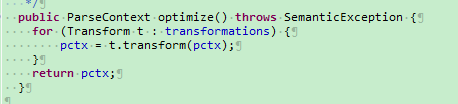 */
public ParseContext optimize() throws SemanticException {
for (Transform t : transformations) {
pctx = t.transform(pctx);
}
return pctx;
}